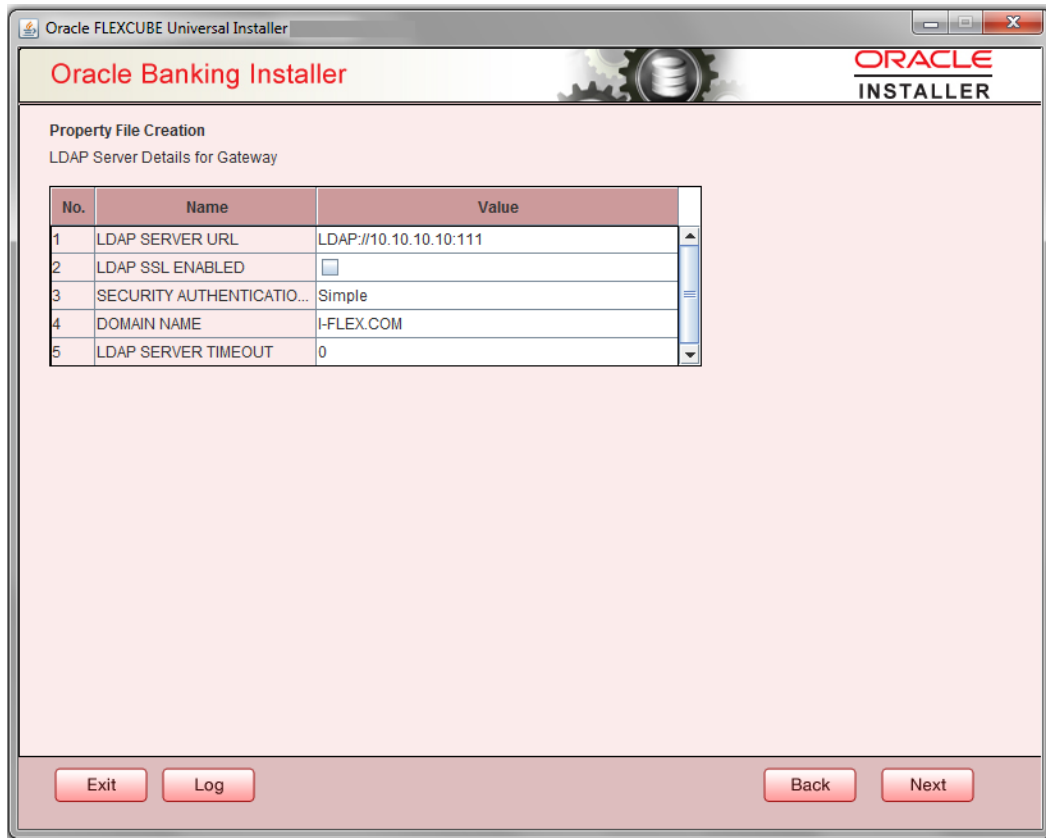 Oracle FLEXCUBE Universal Installer
Oracle Banking Installer
ORACLE
INSTALLER
Property File Creation
LDAP Server Details for Gateway
No. Name Value
1 LDAP SERVER URL LDAP://10.10.10.10:111
2 LDAP SSL ENABLED
3 SECURITY AUTHENTICATIO... Simple
4 DOMAIN NAME I-FLEX.COM
5 LDAP SERVER TIMEOUT 0
Exit Log Back Next